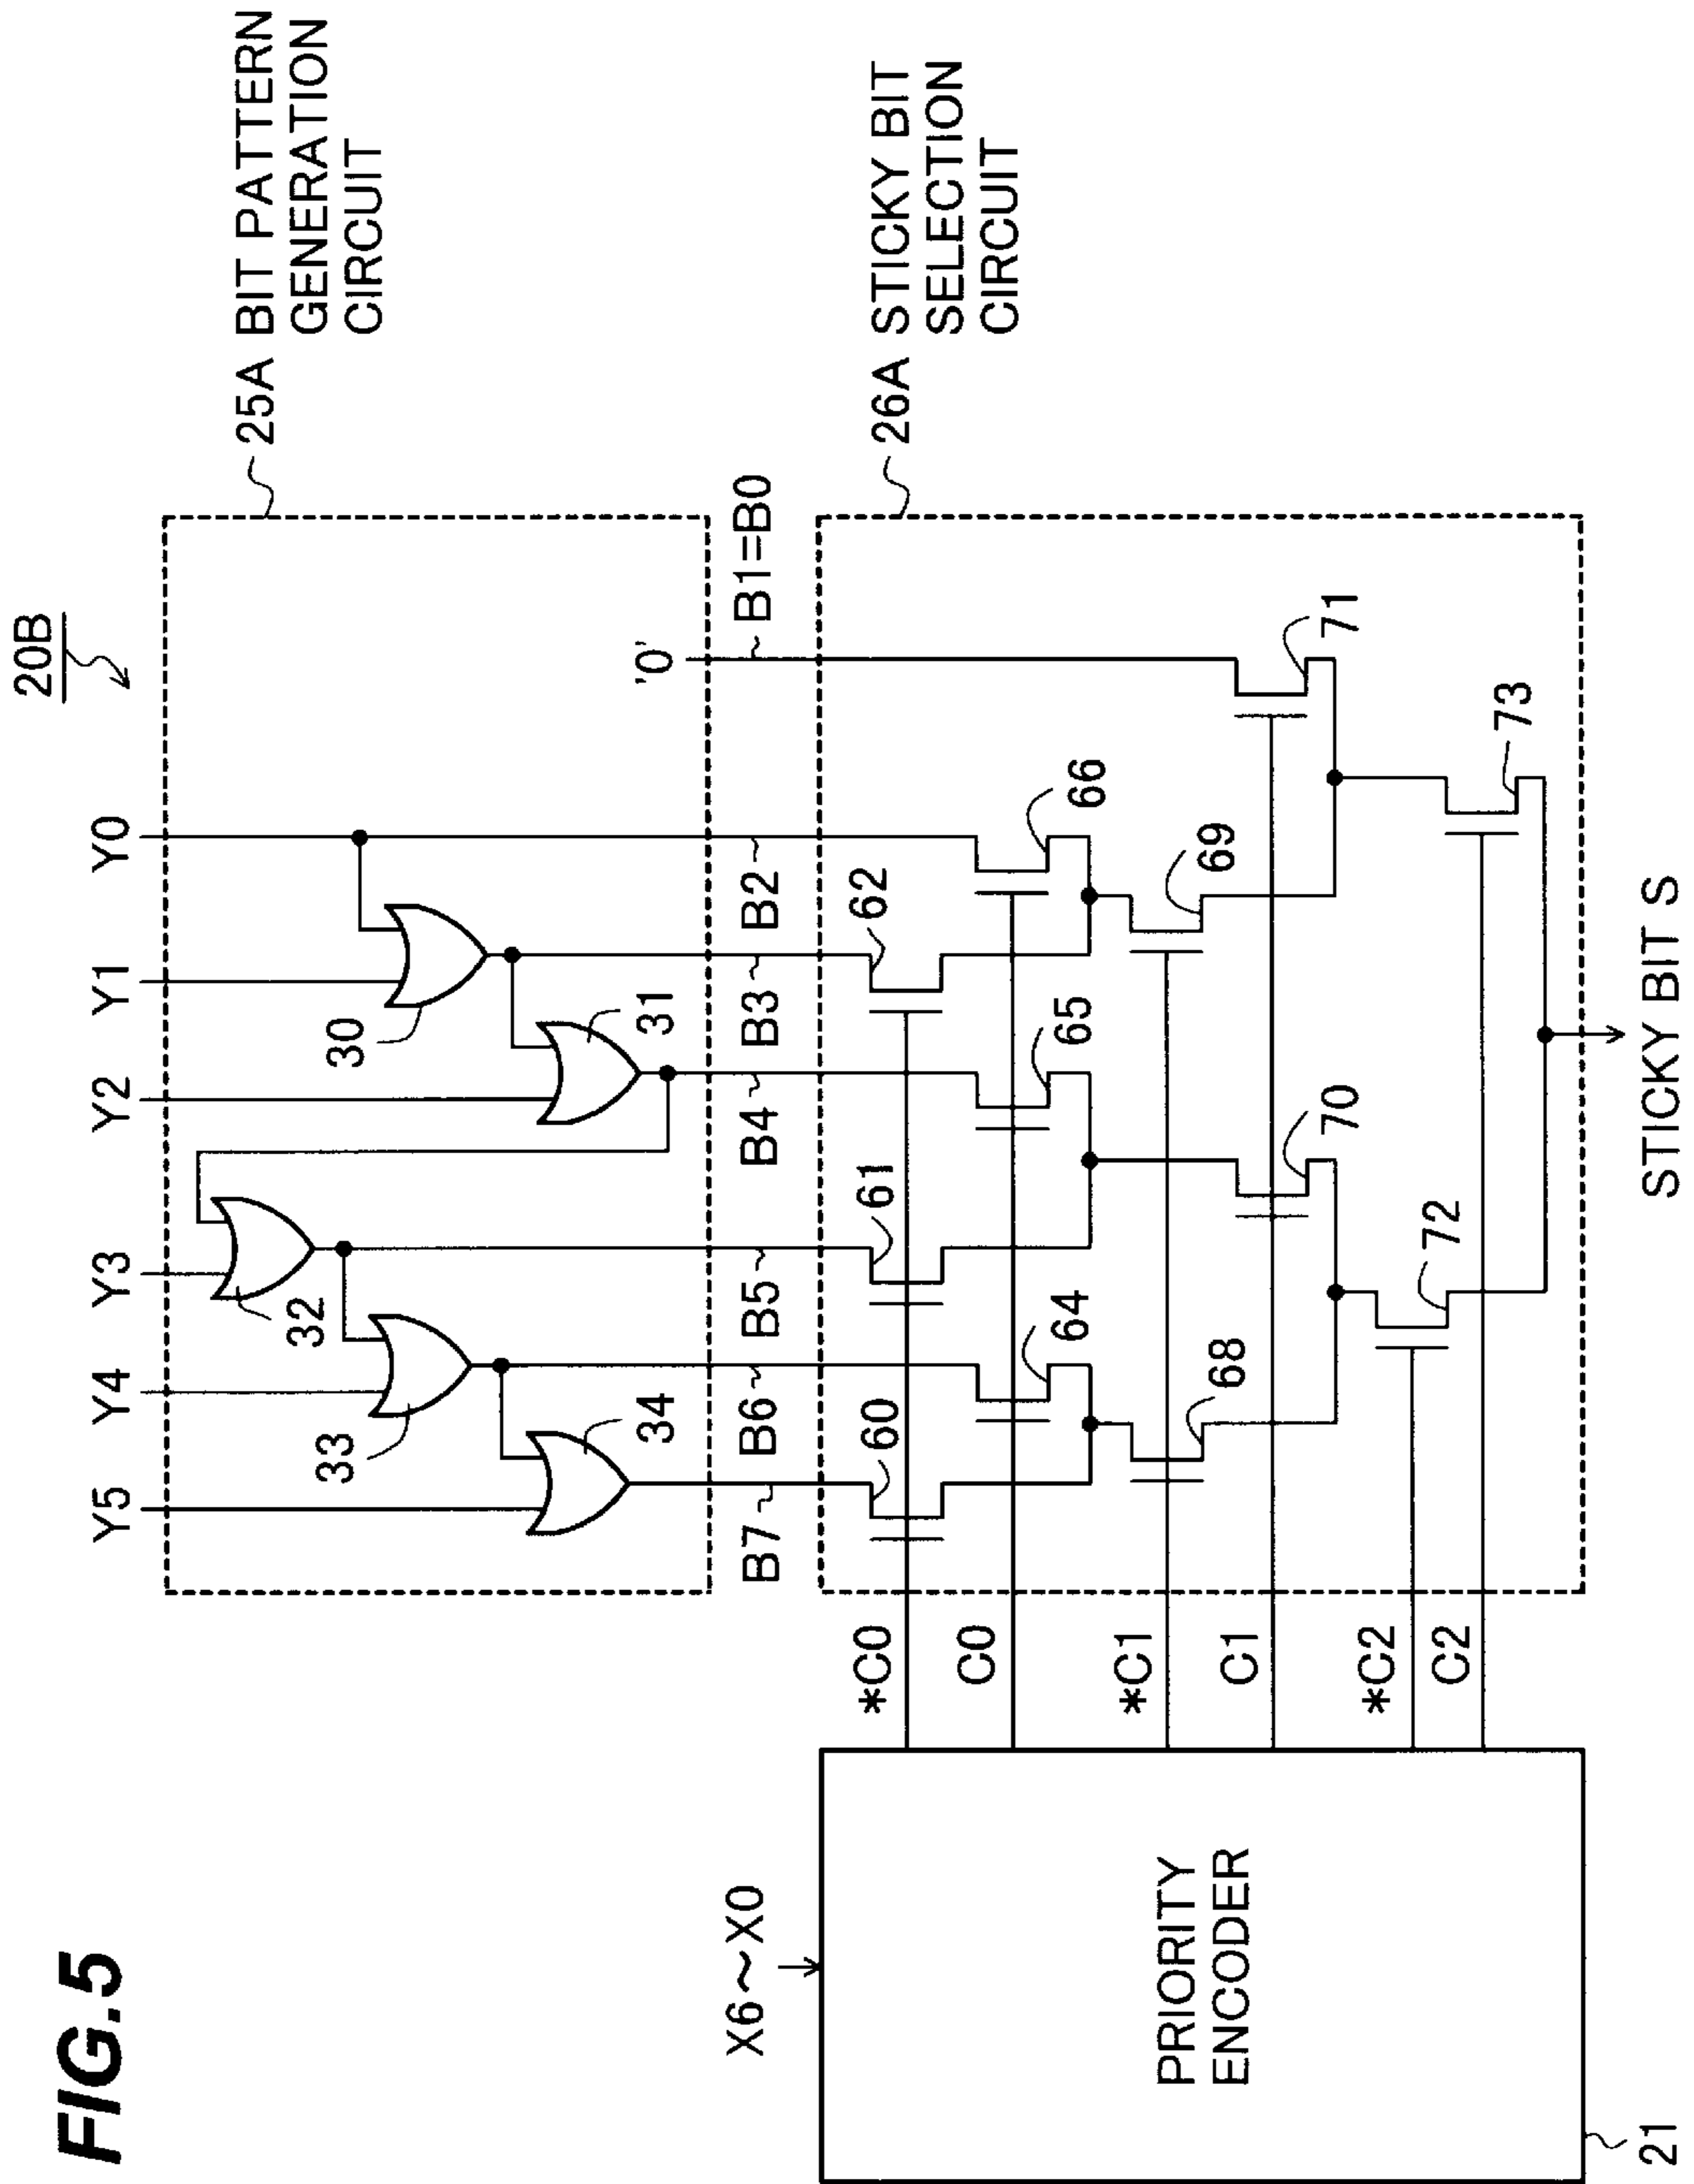 FIG.5
20B
25A BIT PATTERN
GENERATION
CIRCUIT
Y5
Y4
Y3
Y2
Y1
Y0
'0'
30
31
32
33
34
B7
B6
B5
B4
B3
B2
B1=B0
26A STICKY BIT
SELECTION
CIRCUIT
X6~X0
PRIORITY
ENCODER
21
*C0
C0
*C1
C1
*C2
C2
60
61
62
64
65
66
68
69
70
71
72
73
STICKY BIT S